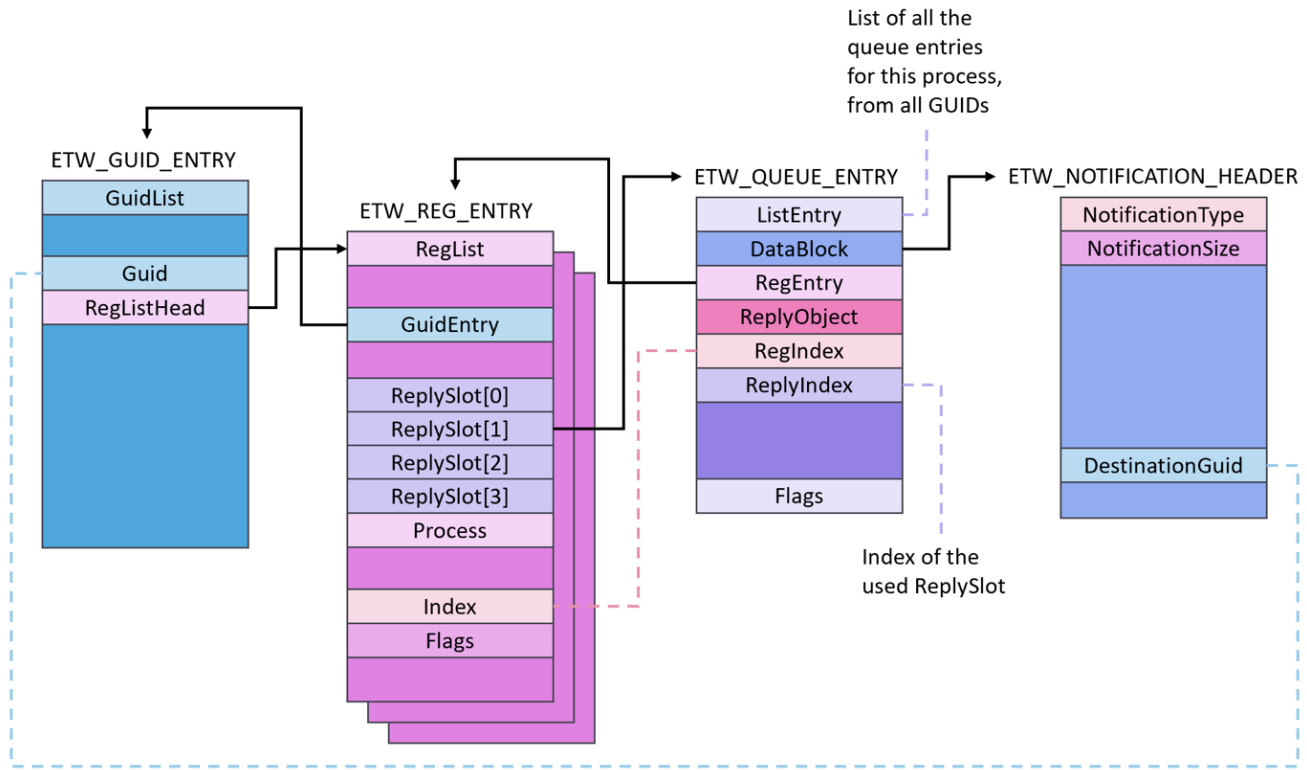 List of all the
queue entries
for this process,
from all GUIDs
ETW_GUID_ENTRY
GuidList
Guid
RegListHead
ETW_REG_ENTRY
RegList
GuidEntry
ReplySlot[0]
ReplySlot[1]
ReplySlot[2]
ReplySlot[3]
Process
Index
Flags
ETW_QUEUE_ENTRY
ListEntry
DataBlock
RegEntry
ReplyObject
RegIndex
ReplyIndex
Flags
Index of the
used ReplySlot
ETW_NOTIFICATION_HEADER
NotificationType
NotificationSize
DestinationGuid